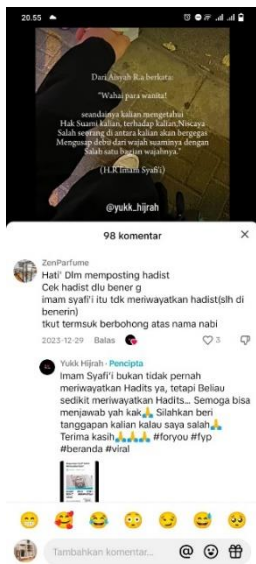 20.55
Dari Aisyah R.a berkata:
"Wahai para wanita!
seandainya kalian mengetahui
Hak Suami kalian, terhadap kalian,Niscaya
Salah seorang di antara kalian akan bergegas
Mengusap debu dari wajah suaminya dengan
Salah satu bagian wajahnya."
(H.R Imam Syafi'i)
@yukk_hijrah
98 komentar
ZenParfume
Hati' Dlm memposting hadist
Cek hadist dlu bener g
imam syafi'i itu tdk meriwayatkan hadist(slh di
benerin)
tkut termsuk berbohong atas nama nabi
2023-12-29 Balas
3
Yukk Hijrah · Pencipta
Imam Syafi'i bukan tidak pernah
meriwayatkan Hadits ya, tetapi Beliau
sedikit meriwayatkan Hadits... Semoga bisa
menjawab yah kak🙏 Silahkan beri
tanggapan kalian kalau saya salah🙏
Terima kasih🙏🙏🙏🙏 #foryou #fyp
#beranda #viral
Tambahkan komentar...